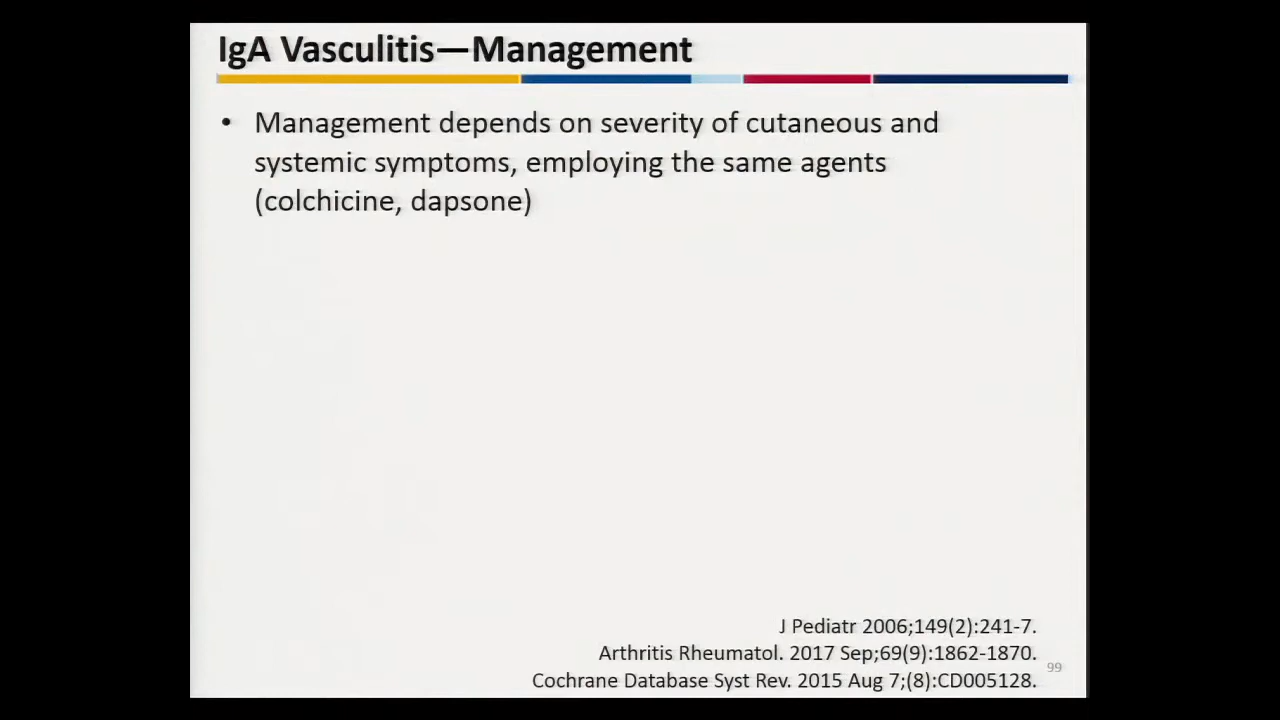 IgA Vasculitis—Management
• Management depends on severity of cutaneous and
systemic symptoms, employing the same agents
(colchicine, dapsone)
J Pediatr 2006;149(2):241-7.
Arthritis Rheumatol. 2017 Sep;69(9):1862-1870.
99
Cochrane Database Syst Rev. 2015 Aug 7;(8):CD005128.